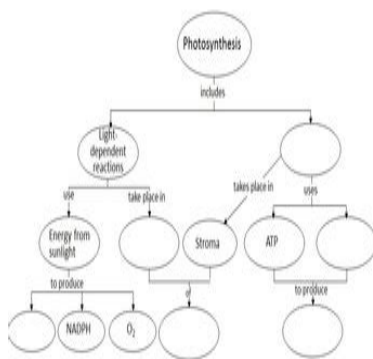 Photosynthesis
includes
Light-
dependent
reactions
use
take place in
takes place in
uses
Energy from
sunlight
Stroma
ATP
to produce
of
to produce
NADPH
O₂